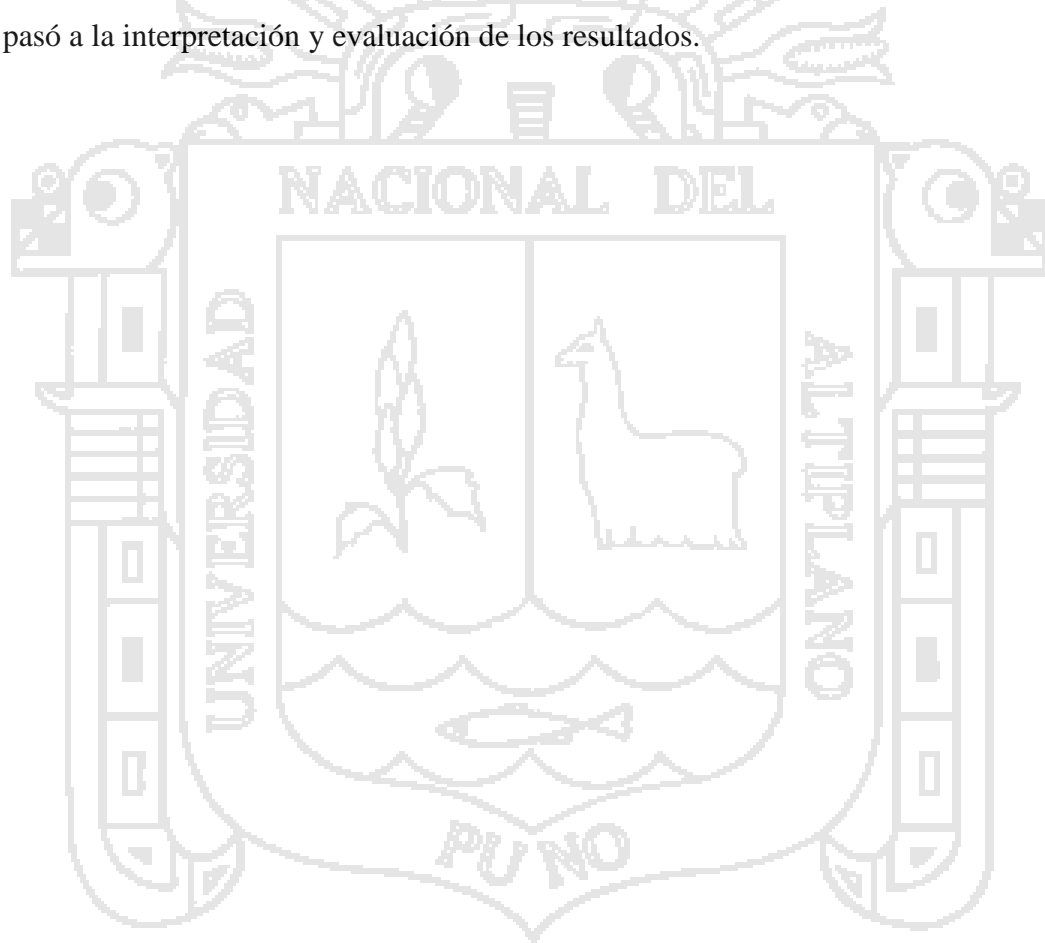 pasó a la interpretación y evaluación de los resultados.
UNIVERSIDAD
NACIONAL DEL
ALTIPLANO
PUNO